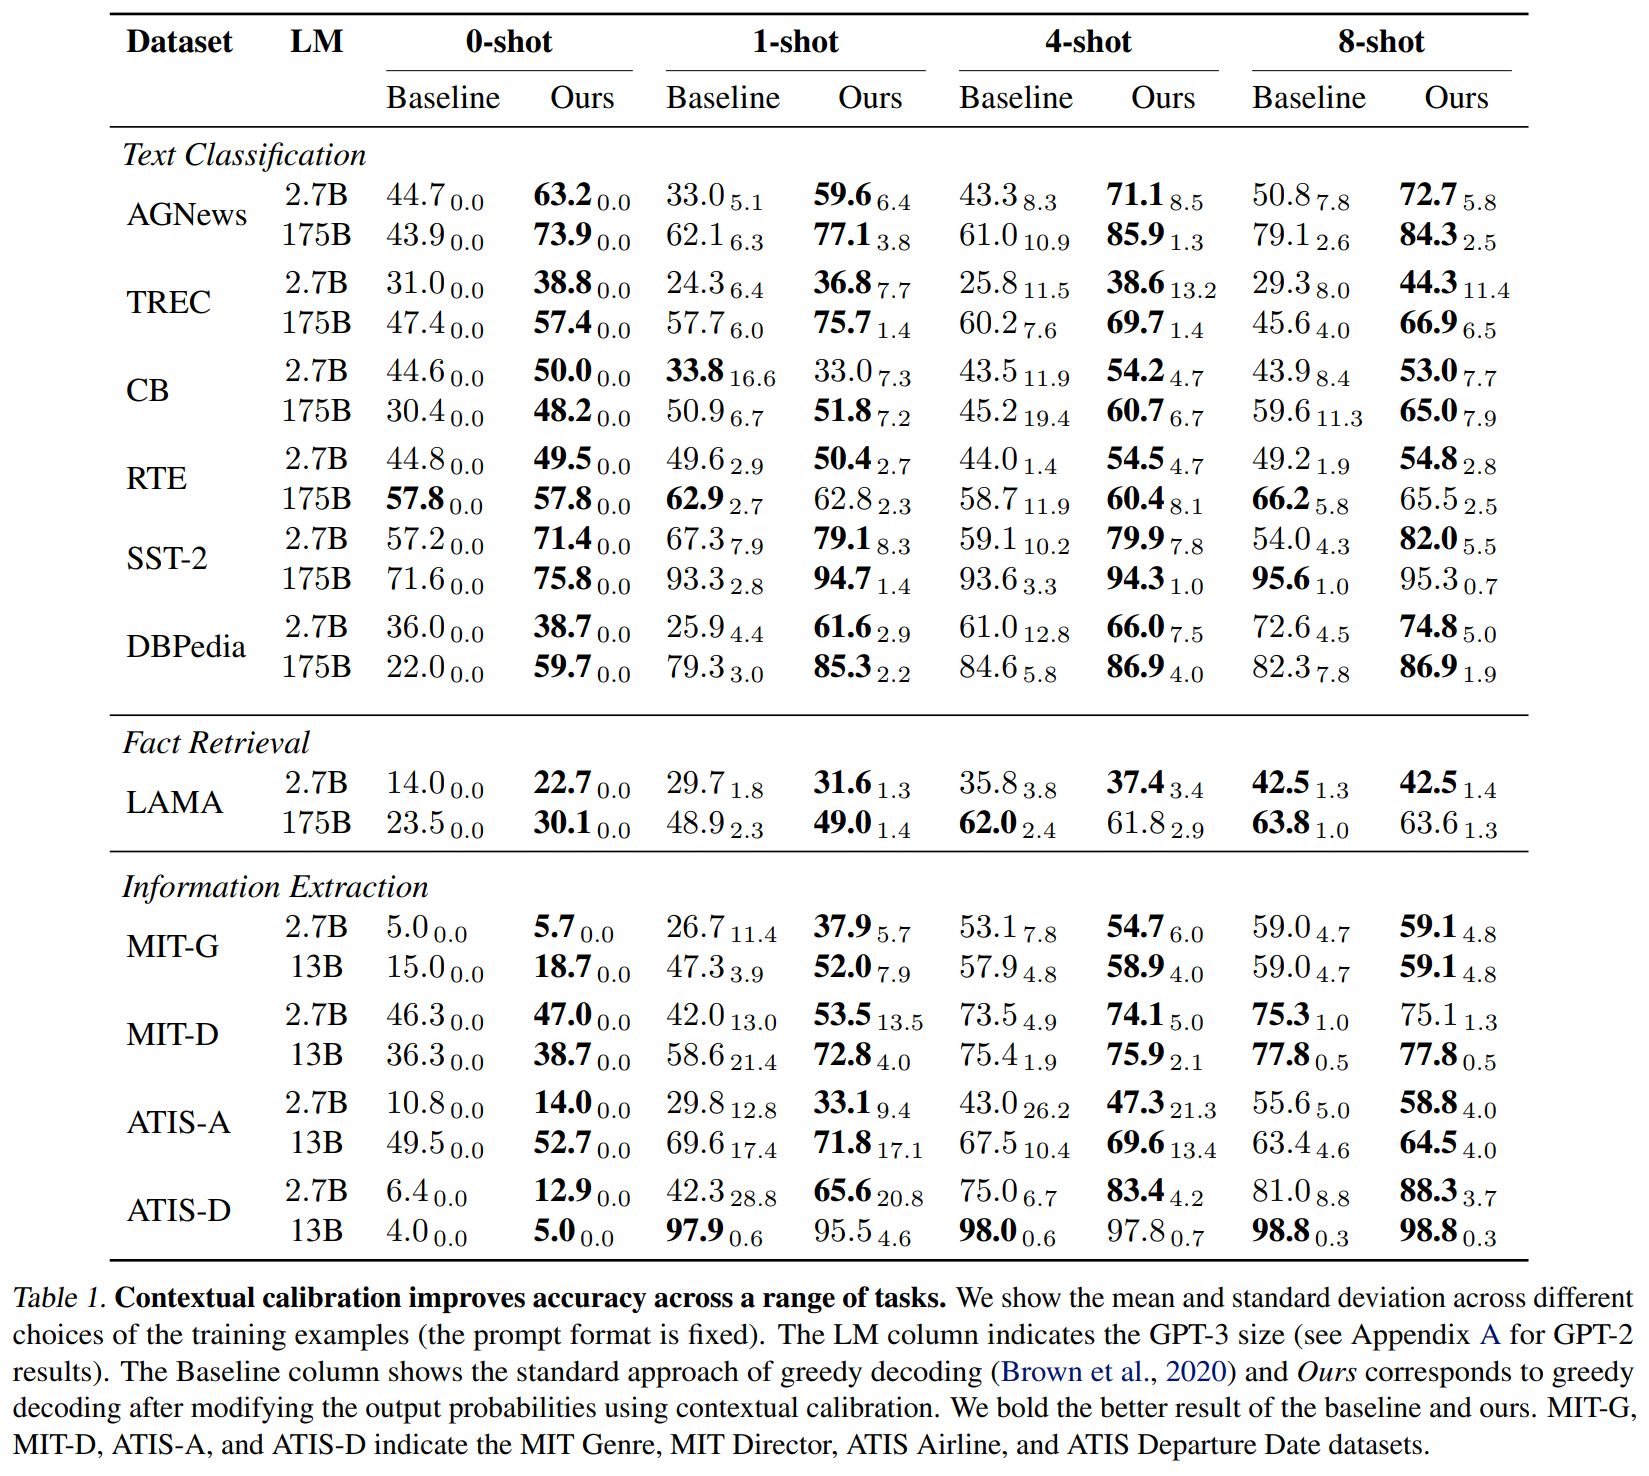 Dataset LM 0-shot 1-shot 4-shot 8-shot
Baseline Ours Baseline Ours Baseline Ours Baseline Ours
Text Classification
AGNews 2.7B 44.7 0.0 63.2 0.0 33.0 5.1 59.6 6.4 43.3 8.3 71.1 8.5 50.8 7.8 72.7 5.8
175B 43.9 0.0 73.9 0.0 62.1 6.3 77.1 3.8 61.0 10.9 85.9 1.3 79.1 2.6 84.3 2.5
TREC 2.7B 31.0 0.0 38.8 0.0 24.3 6.4 36.8 7.7 25.8 11.5 38.6 13.2 29.3 8.0 44.3 11.4
175B 47.4 0.0 57.4 0.0 57.7 6.0 75.7 1.4 60.2 7.6 69.7 1.4 45.6 4.0 66.9 6.5
CB 2.7B 44.6 0.0 50.0 0.0 33.8 16.6 33.0 7.3 43.5 11.9 54.2 4.7 43.9 8.4 53.0 7.7
175B 30.4 0.0 48.2 0.0 50.9 6.7 51.8 7.2 45.2 19.4 60.7 6.7 59.6 11.3 65.0 7.9
RTE 2.7B 44.8 0.0 49.5 0.0 49.6 2.9 50.4 2.7 44.0 1.4 54.5 4.7 49.2 1.9 54.8 2.8
175B 57.8 0.0 57.8 0.0 62.9 2.7 62.8 2.3 58.7 11.9 60.4 8.1 66.2 5.8 65.5 2.5
SST-2 2.7B 57.2 0.0 71.4 0.0 67.3 7.9 79.1 8.3 59.1 10.2 79.9 7.8 54.0 4.3 82.0 5.5
175B 71.6 0.0 75.8 0.0 93.3 2.8 94.7 1.4 93.6 3.3 94.3 1.0 95.6 1.0 95.3 0.7
DBPedia 2.7B 36.0 0.0 38.7 0.0 25.9 4.4 61.6 2.9 61.0 12.8 66.0 7.5 72.6 4.5 74.8 5.0
175B 22.0 0.0 59.7 0.0 79.3 3.0 85.3 2.2 84.6 5.8 86.9 4.0 82.3 7.8 86.9 1.9
Fact Retrieval
LAMA 2.7B 14.0 0.0 22.7 0.0 29.7 1.8 31.6 1.3 35.8 3.8 37.4 3.4 42.5 1.3 42.5 1.4
175B 23.5 0.0 30.1 0.0 48.9 2.3 49.0 1.4 62.0 2.4 61.8 2.9 63.8 1.0 63.6 1.3
Information Extraction
MIT-G 2.7B 5.0 0.0 5.7 0.0 26.7 11.4 37.9 5.7 53.1 7.8 54.7 6.0 59.0 4.7 59.1 4.8
13B 15.0 0.0 18.7 0.0 47.3 3.9 52.0 7.9 57.9 4.8 58.9 4.0 59.0 4.7 59.1 4.8
MIT-D 2.7B 46.3 0.0 47.0 0.0 42.0 13.0 53.5 13.5 73.5 4.9 74.1 5.0 75.3 1.0 75.1 1.3
13B 36.3 0.0 38.7 0.0 58.6 21.4 72.8 4.0 75.4 1.9 75.9 2.1 77.8 0.5 77.8 0.5
ATIS-A 2.7B 10.8 0.0 14.0 0.0 29.8 12.8 33.1 9.4 43.0 26.2 47.3 21.3 55.6 5.0 58.8 4.0
13B 49.5 0.0 52.7 0.0 69.6 17.4 71.8 17.1 67.5 10.4 69.6 13.4 63.4 4.6 64.5 4.0
ATIS-D 2.7B 6.4 0.0 12.9 0.0 42.3 28.8 65.6 20.8 75.0 6.7 83.4 4.2 81.0 8.8 88.3 3.7
13B 4.0 0.0 5.0 0.0 97.9 0.6 95.5 4.6 98.0 0.6 97.8 0.7 98.8 0.3 98.8 0.3
Table 1. Contextual calibration improves accuracy across a range of tasks. We show the mean and standard deviation across different
choices of the training examples (the prompt format is fixed). The LM column indicates the GPT-3 size (see Appendix A for GPT-2
results). The Baseline column shows the standard approach of greedy decoding (Brown et al., 2020) and Ours corresponds to greedy
decoding after modifying the output probabilities using contextual calibration. We bold the better result of the baseline and ours. MIT-G,
MIT-D, ATIS-A, and ATIS-D indicate the MIT Genre, MIT Director, ATIS Airline, and ATIS Departure Date datasets.